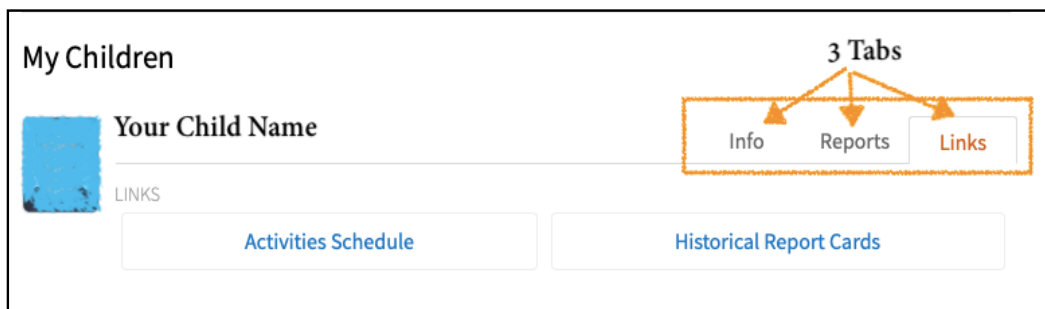 My Children
3 Tabs
Your Child Name
Info Reports Links
LINKS
Activities Schedule Historical Report Cards